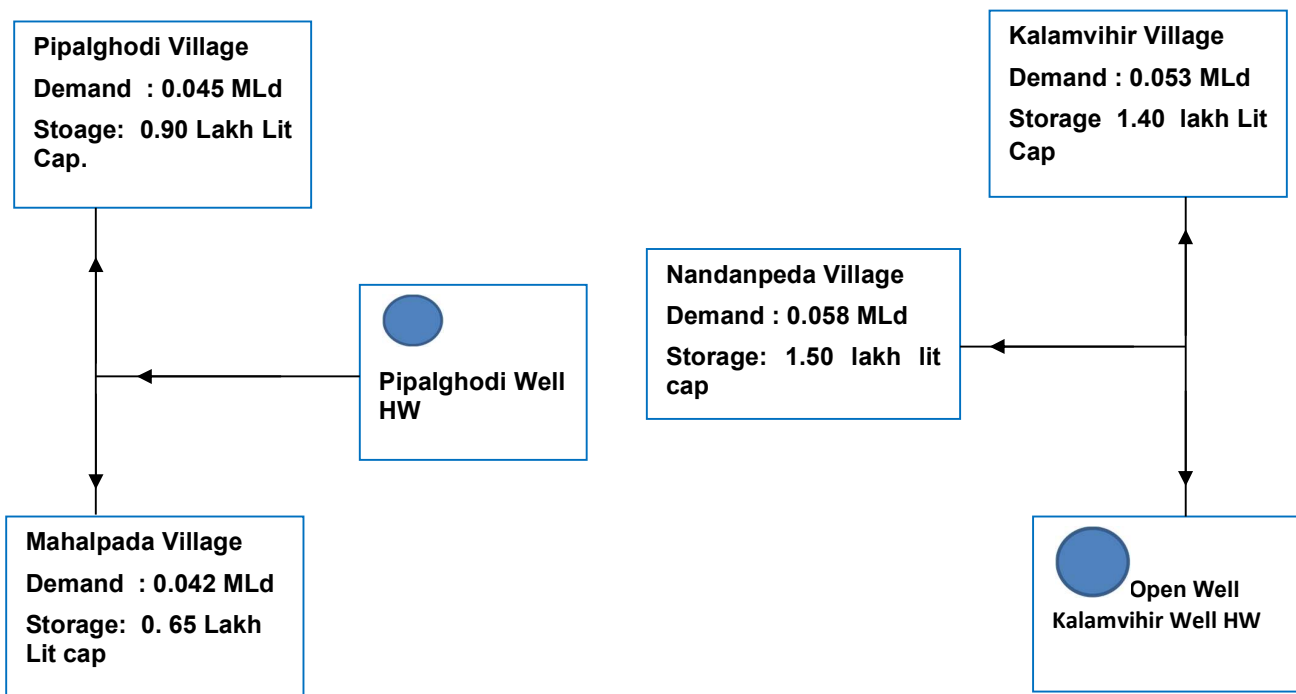 Pipalghodi Village
Demand : 0.045 MLd
Stoage: 0.90 Lakh Lit
Cap.
Kalamvihir Village
Demand : 0.053 MLd
Storage 1.40 lakh Lit
Cap
Nandanpeda Village
Demand : 0.058 MLd
Storage: 1.50 lakh lit
cap
Pipalghodi Well
HW
Mahalpada Village
Demand : 0.042 MLd
Storage: 0. 65 Lakh
Lit cap
Open Well
Kalamvihir Well HW